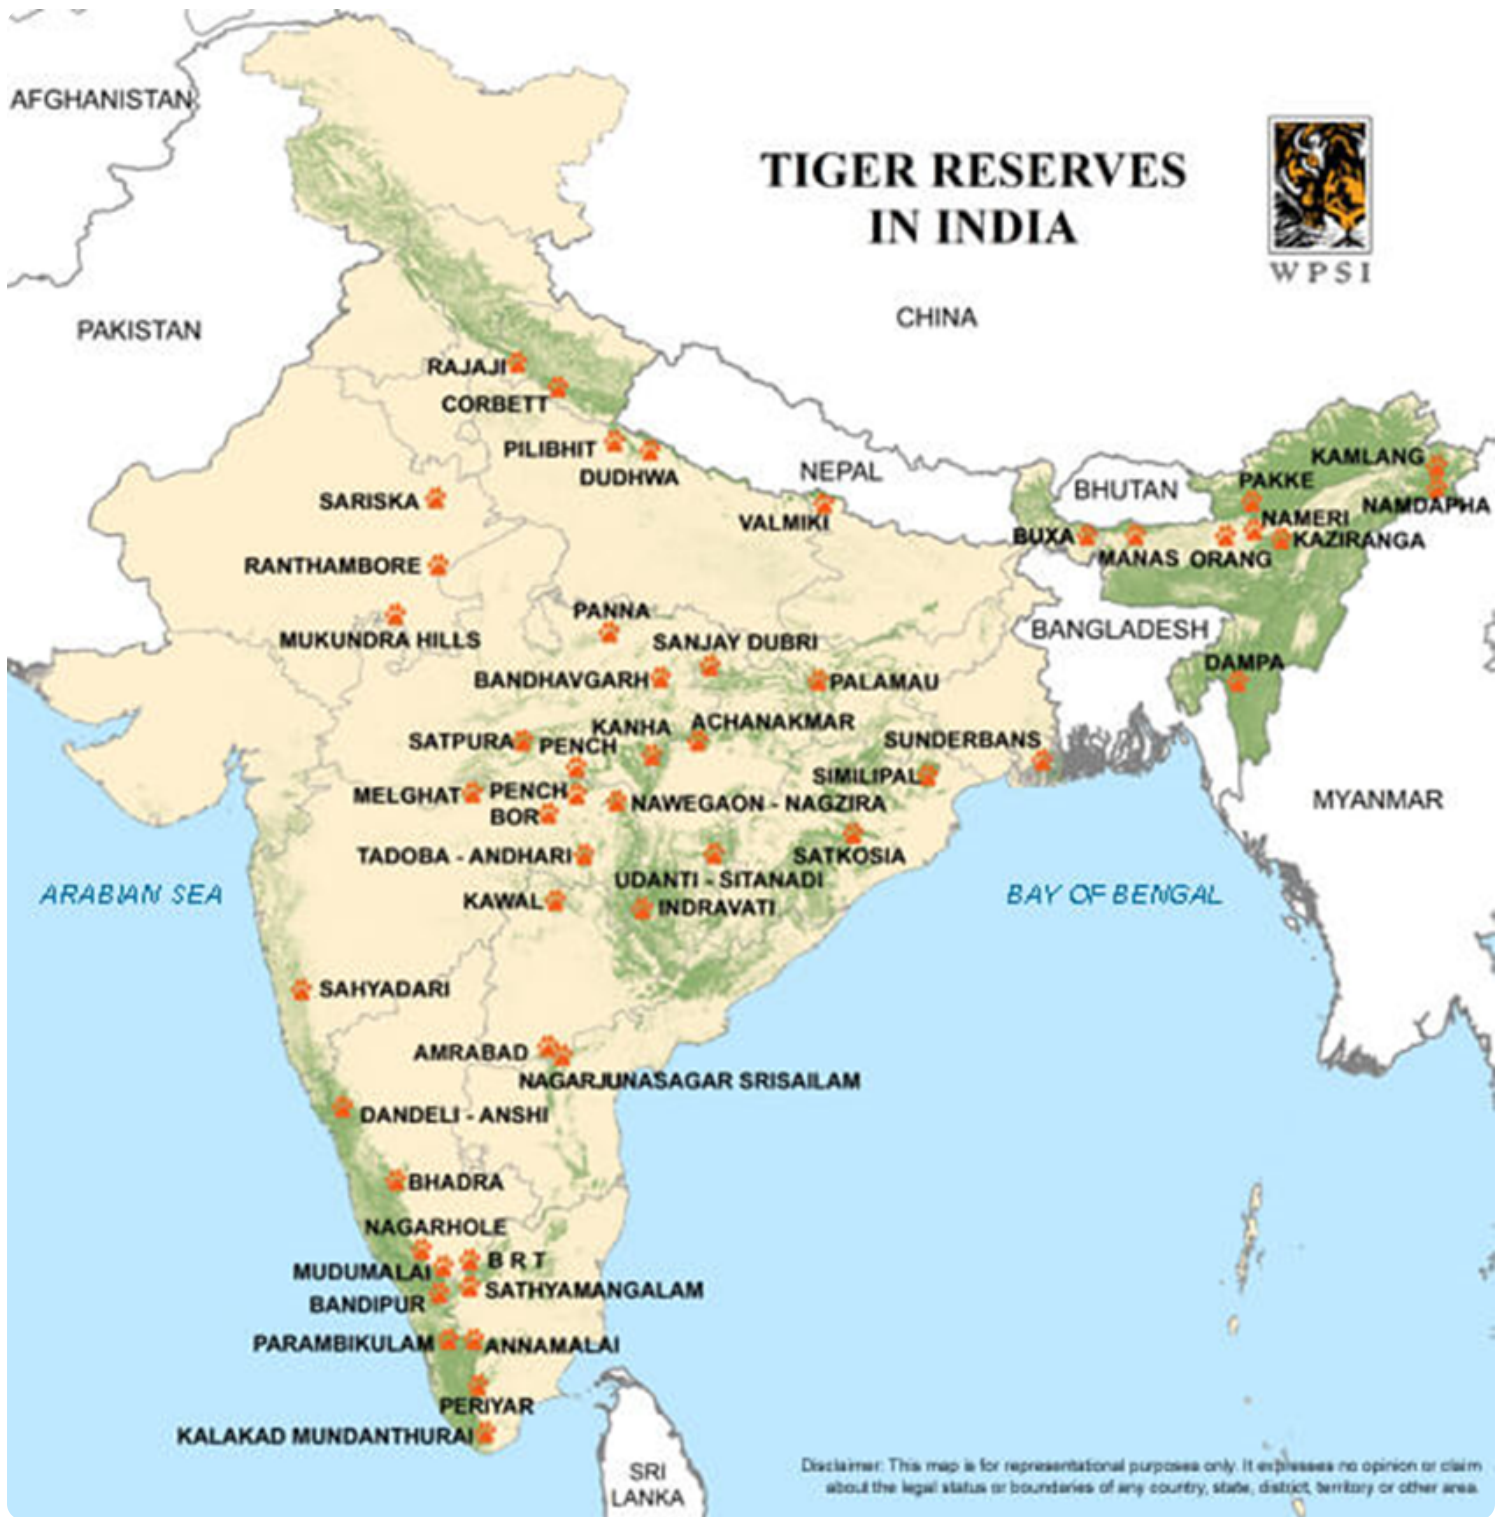 AFGHANISTAN
TIGER RESERVES
IN INDIA
WPSI
CHINA
PAKISTAN
RAJAJI
CORBETT
PILIBHIT
DUDHWA
NEPAL
KAMLANG
BHUTAN
PAKKE
SARISKA
NAMDAPHA
VALMIKI
NAMERI
BUXA
KAZIRANGA
MANAS
ORANG
RANTHAMBORE
PANNA
BANGLADESH
MUKUNDRA HILLS
SANJAY DUBRI
DAMPA
BANDHAVGARH
PALAMAU
ACHANAKMAR
KANHA
SATPURA
PENCH
SUNDERBANS
SIMILIPAL
MELGHAT
PENCH
NAWEGAON - NAGZIRA
MYANMAR
BOR
TADOBA - ANDHARI
SATKOSIA
UDANTI - SITANADI
ARABIAN SEA
BAY OF BENGAL
KAWAL
INDRAVATI
SAHYADARI
AMRABAD
NAGARJUNASAGAR SRISAILAM
DANDELI - ANSHI
BHADRA
NAGARHOLE
B R T
MUDUMALAI
SATHYAMANGALAM
BANDIPUR
PARAMBIKULAM
ANNAMALAI
PERIYAR
KALAKAD MUNDANTHURAI
SRI
LANKA
Disclaimer: This map is for representational purposes only. It expresses no opinion or claim
about the legal status or boundaries of any country, state, district, territory or other area.